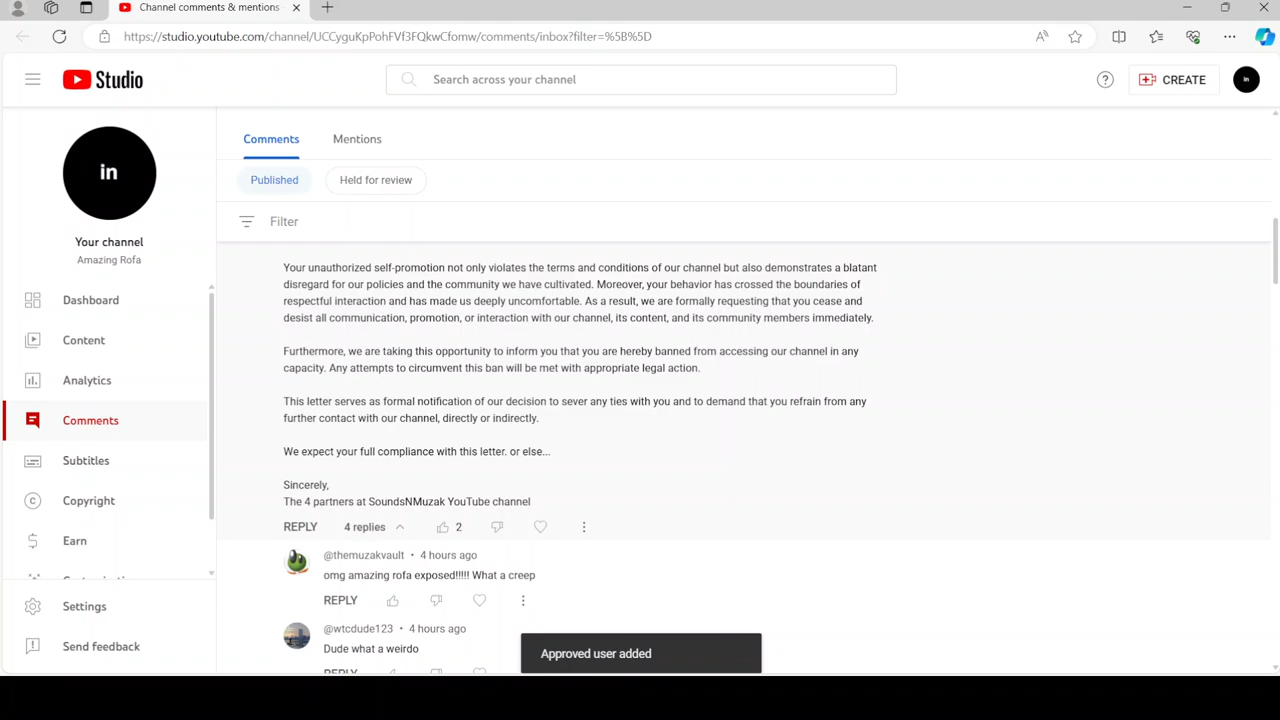 Channel comments & mentions
https://studio.youtube.com/channel/UCCyguKpPohFVf3FQkwCfomw/comments/inbox?filter=%5B%5D
Studio
Search across your channel
CREATE
in
Comments
Mentions
Published
Held for review
Filter
in
Your channel
Amazing Rofa
Dashboard
Content
Analytics
Comments
Subtitles
Copyright
Earn
Settings
Send feedback
Your unauthorized self-promotion not only violates the terms and conditions of our channel but also demonstrates a blatant
disregard for our policies and the community we have cultivated. Moreover, your behavior has crossed the boundaries of
respectful interaction and has made us deeply uncomfortable. As a result, we are formally requesting that you cease and
desist all communication, promotion, or interaction with our channel, its content, and its community members immediately.
Furthermore, we are taking this opportunity to inform you that you are hereby banned from accessing our channel in any
capacity. Any attempts to circumvent this ban will be met with appropriate legal action.
This letter serves as formal notification of our decision to sever any ties with you and to demand that you refrain from any
further contact with our channel, directly or indirectly.
We expect your full compliance with this letter. or else...
Sincerely,
The 4 partners at SoundsNMuzak YouTube channel
REPLY 4 replies 2
@themuzakvault • 4 hours ago
omg amazing rofa exposed!!!!! What a creep
REPLY
@wtcdude123 • 4 hours ago
Dude what a weirdo
REPLY
Approved user added